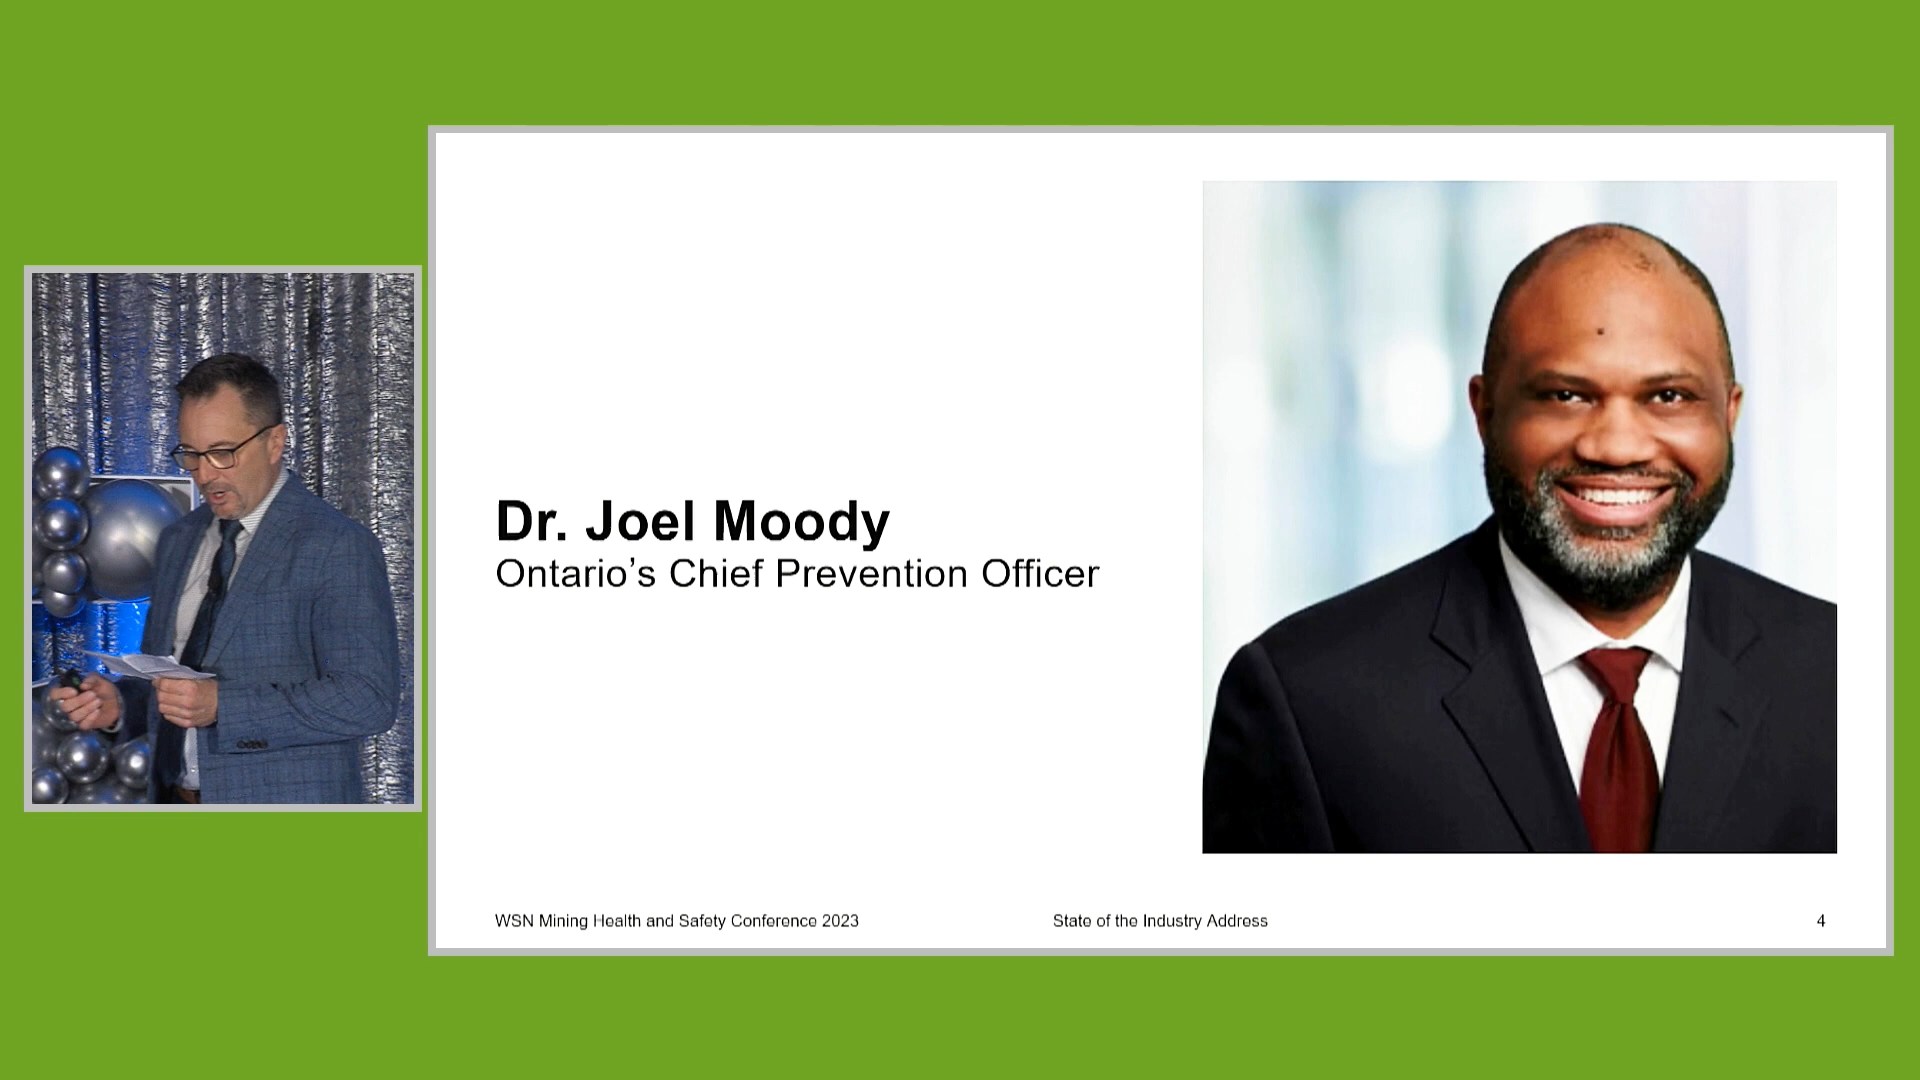 Dr. Joel Moody
Ontario’s Chief Prevention Officer
WSN Mining Health and Safety Conference 2023
State of the Industry Address
4